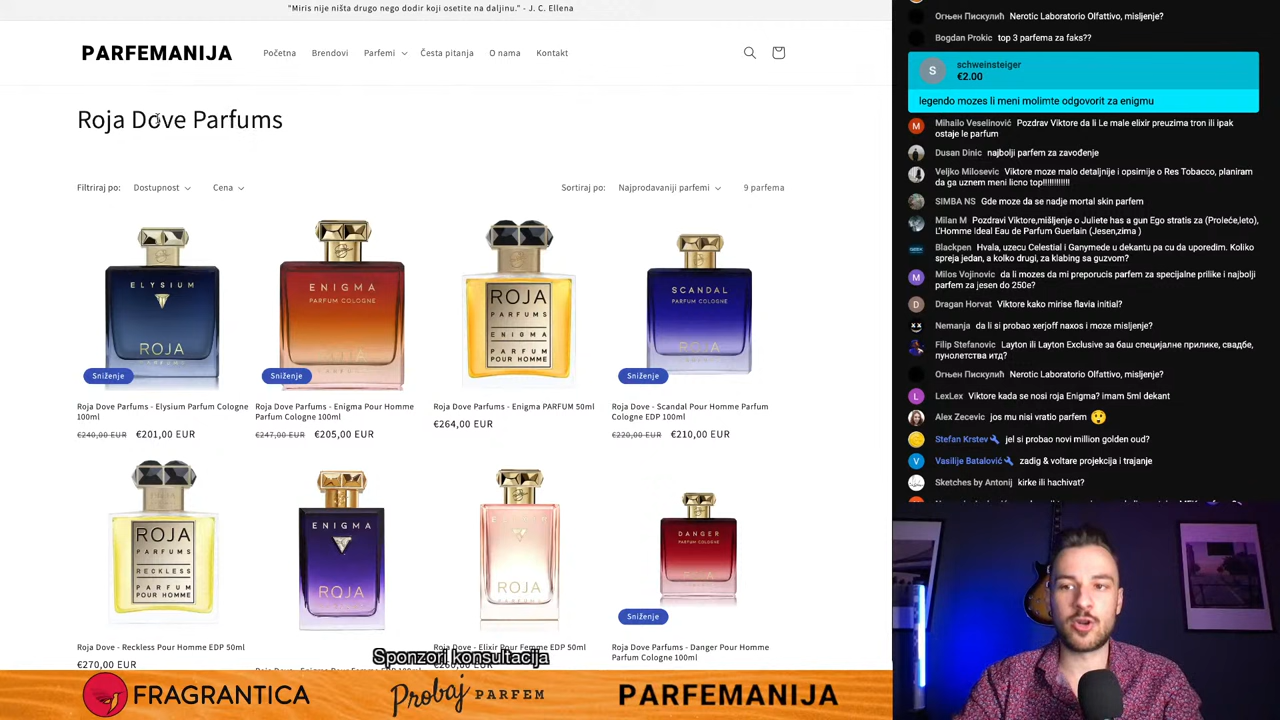 "Miris nije ništa drugo nego dodir koji osetite na daljinu." - J. C. Ellena
PARFEMANIJA
Početna
Brendovi
Parfemi
Česta pitanja
O nama
Kontakt
Roja Dove Parfums
Filtriraj po:
Dostupnost
Cena
Sortiraj po:
Najprodavaniji parfemi
9 parfema
ELYSIUM
ROJA
ENIGMA
PARFUM COLOGNE
ROJA
PARFUMS
ENIGMA
PARFUM
POUR HOMME
SCANDAL
PARFUM COLOGNE
ROJA
Sniženje
Sniženje
Sniženje
Roja Dove Parfums - Elysium Parfum Cologne
100ml
€240,00 EUR €201,00 EUR
Roja Dove Parfums - Enigma Pour Homme
Parfum Cologne 100ml
€247,00 EUR €205,00 EUR
Roja Dove Parfums - Enigma PARFUM 50ml
€264,00 EUR
Roja Dove Parfums - Scandal Pour Homme Parfum
Cologne EDP 100ml
€220,00 EUR €210,00 EUR
ROJA
PARFUMS
RECKLESS
PARFUM
POUR HOMME
ENIGMA
ROJA
ROJA
DANGER
PARFUM COLOGNE
Sniženje
Roja Dove - Reckless Pour Homme EDP 50ml
€270,00 EUR
Roja Dove - Elixir Pour Femme EDP 50ml
Roja Dove Parfums - Danger Pour Homme
Parfum Cologne 100ml
Sponzori konsultacija
FRAGRANTICA
Probaj PARFEM
PARFEMANIJA
Огњен Пискулић Nerotic Laboratorio Olfattivo, misljenje?
Bogdan Prokic top 3 parfema za faks??
S
schweinsteiger
€2.00
legendo mozes li meni molimte odgovorit za enigmu
M Mihailo Veselinović Pozdrav Viktore da li Le male elixir preuzima tron ili ipak
ostaje le parfum
Dusan Dinic najbolji parfem za zavođenje
Veljko Milosevic Viktore moze malo detaljnije i opsirnije o Res Tobacco, planiram
da ga uznem meni licno top!!!!!!!!!!!!
SIMBA NS Gde moze da se nadje mortal skin parfem
Milan M Pozdravi Viktore,mišljenje o Juliete has a gun Ego stratis za (Proleće,leto),
L'Homme Ideal Eau de Parfum Guerlain (Jesen,zima )
Blackpen Hvala, uzecu Celestial i Ganymede u dekantu pa cu da uporedim. Koliko
spreja jedan, a kolko drugi, za klabing sa guzvom?
M Milos Vojinovic da li mozes da mi preporucis parfem za specijalne prilike i najbolji
parfem za jesen do 250e?
D Dragan Horvat Viktore kako mirise flavia initial?
Nemanja da li si probao xerjoff naxos i moze misljenje?
Filip Stefanovic Layton ili Layton Exclusive за баш специјалне прилике, свадбе,
пунолетства итд?
Огњен Пискулић Nerotic Laboratorio Olfattivo, misljenje?
L LexLex Viktore kada se nosi roja Enigma? imam 5ml dekant
Alex Zecevic jos mu nisi vratio parfem
Stefan Krstev jel si probao novi million golden oud?
V Vasilije Batalović zadig & voltare projekcija i trajanje
Sketches by Antonij kirke ili hachivat?